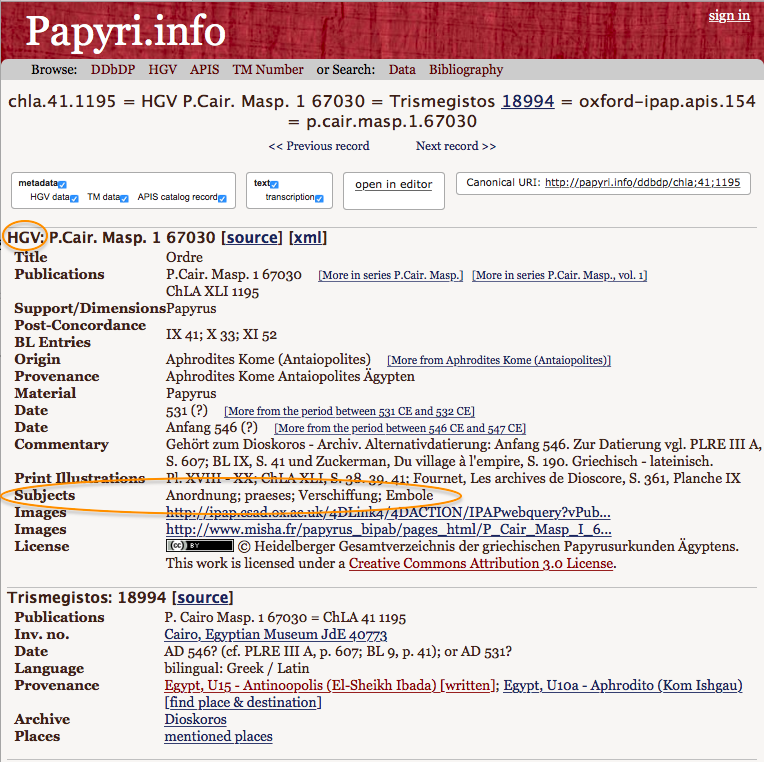 Papyri.info
sign in
Browse: DDbDP HGV APIS TM Number or Search: Data Bibliography
chla.41.1195 = HGV P.Cair. Masp. 1 67030 = Trismegistos 18994 = oxford-ipap.apis.154
= p.cair.masp.1.67030
<< Previous record Next record >>
metadata
HGV data TM data APIS catalog record
text
transcription
open in editor
Canonical URI: http://papyri.info/ddbdp/chla;41;1195
HGV: P.Cair. Masp. 1 67030 [source] [xml]
Title Ordre
Publications P.Cair. Masp. 1 67030 [More in series P.Cair. Masp.] [More in series P.Cair. Masp., vol. 1]
ChLA XLI 1195
Support/Dimensions Papyrus
Post-Concordance
BL Entries IX 41; X 33; XI 52
Origin Aphrodites Kome (Antaiopolites) [More from Aphrodites Kome (Antaiopolites)]
Provenance Aphrodites Kome Antaiopolites Ägypten
Material Papyrus
Date 531 (?) [More from the period between 531 CE and 532 CE]
Date Anfang 546 (?) [More from the period between 546 CE and 547 CE]
Commentary Gehört zum Dioskoros - Archiv. Alternativdatierung: Anfang 546. Zur Datierung vgl. PLRE III A,
S. 607; BL IX, S. 41 und Zuckerman, Du village à l'empire, S. 190. Griechisch - lateinisch.
Print Illustrations Pl. XVIII - XX; ChLA XLI, S. 38. 39. 41; Fournet, Les archives de Dioscore, S. 361, Planche IX
Subjects Anordnung; praeses; Verschiffung; Embole
Images http://ipap.csad.ox.ac.uk/4DLink4/4DACTION/IPAPwebquery?vPub...
Images http://www.misha.fr/papyrus_bipab/pages_html/P_Cair_Masp_I_6...
License (cc) BY © Heidelberger Gesamtverzeichnis der griechischen Papyrusurkunden Ägyptens.
This work is licensed under a Creative Commons Attribution 3.0 License.
Trismegistos: 18994 [source]
Publications P. Cairo Masp. 1 67030 = ChLA 41 1195
Inv. no. Cairo, Egyptian Museum JdE 40773
Date AD 546? (cf. PLRE III A, p. 607; BL 9, p. 41); or AD 531?
Language bilingual: Greek / Latin
Provenance Egypt, U15 - Antinoopolis (El-Sheikh Ibada) [written]; Egypt, U10a - Aphrodito (Kom Ishgau)
[find place & destination]
Archive Dioskoros
Places mentioned places